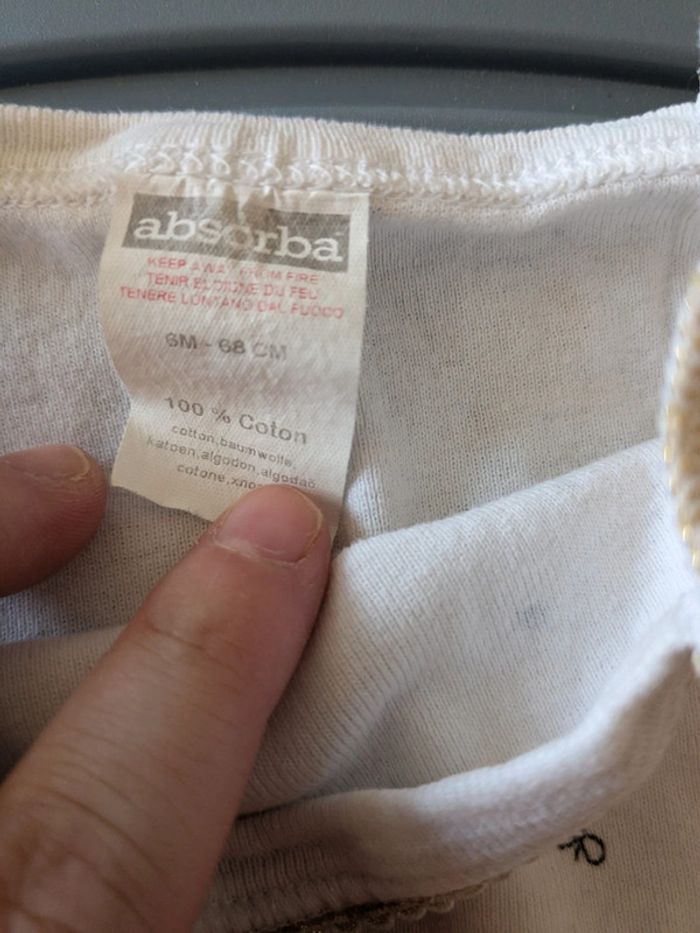 absorba
KEEP AWAY FROM FIRE
TENIR ELOIGNE DU FEU
TENERE LONTANO DAL FUOCO
6M - 68 CM
100 % Coton
cotton,baumwolle,
katoen,algodon,algodaõ
cotone,